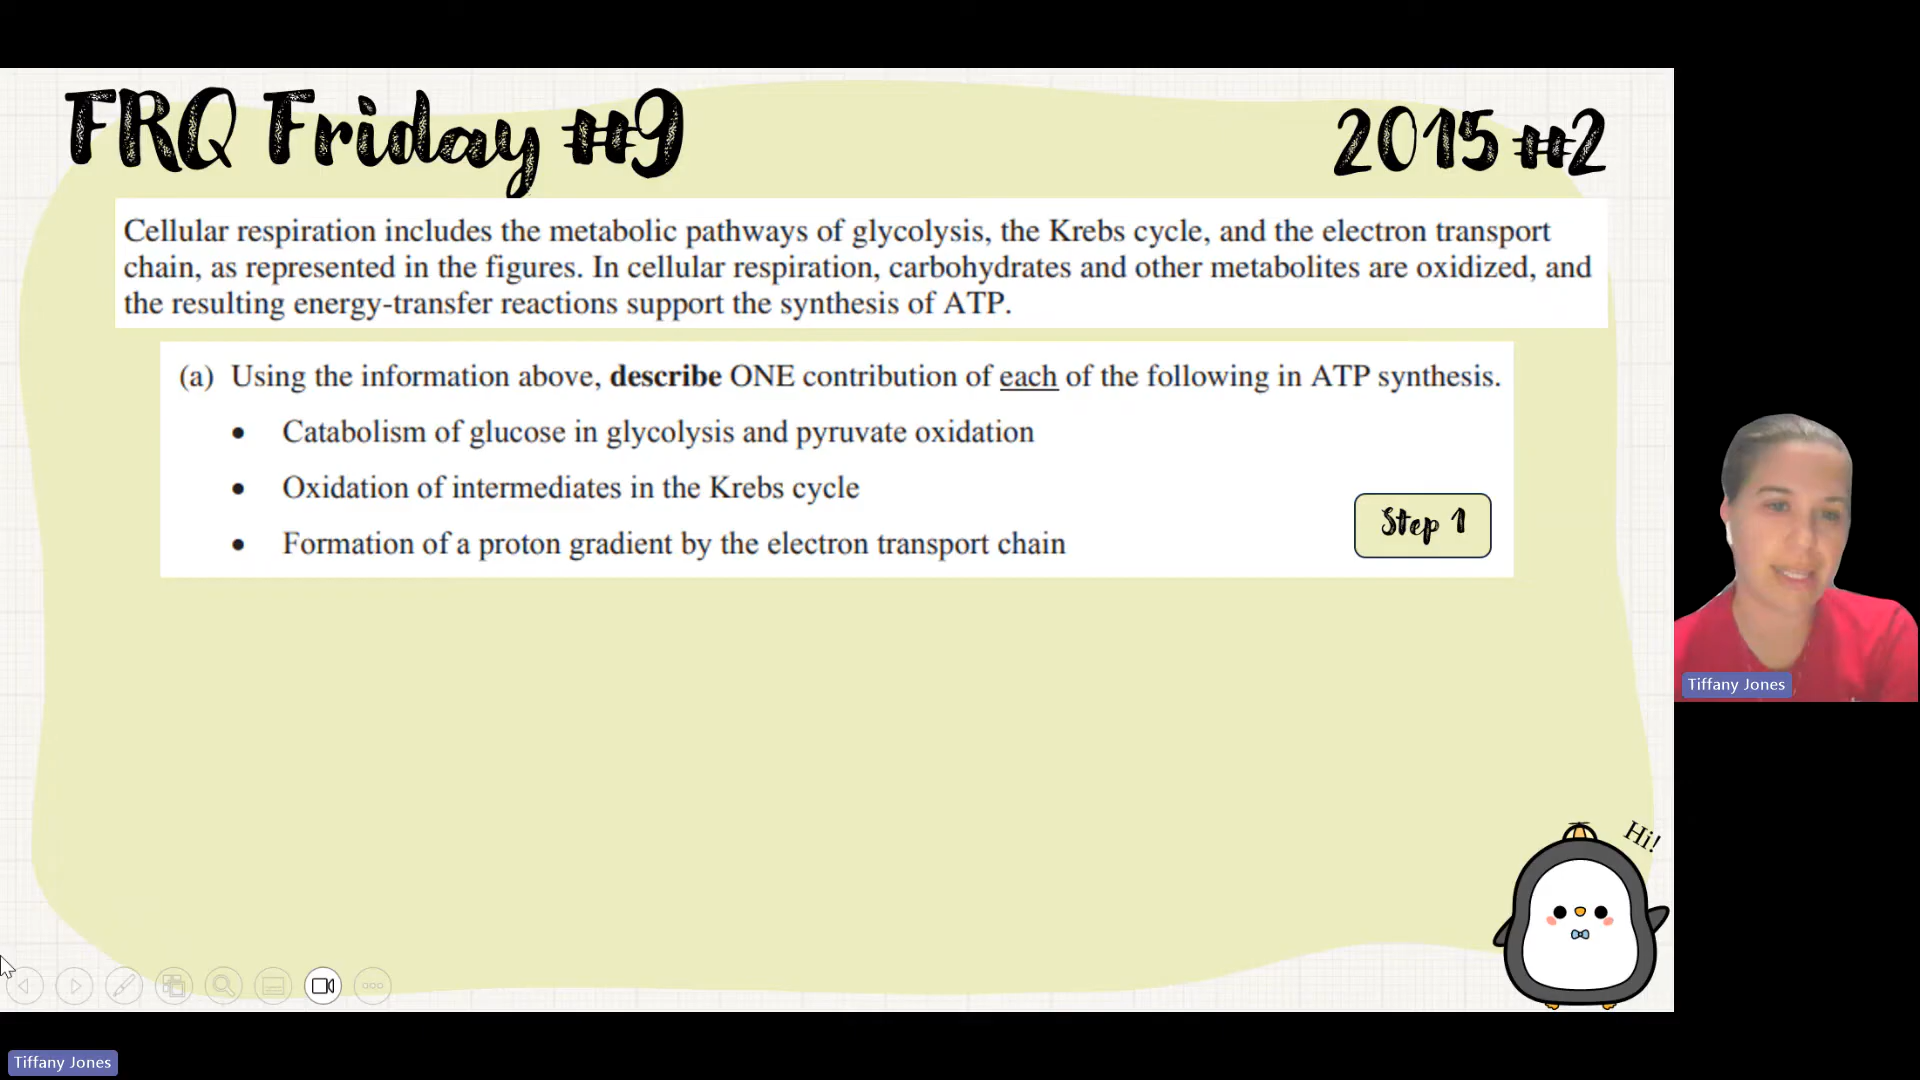 FRQ Friday #9
2015 #2
Cellular respiration includes the metabolic pathways of glycolysis, the Krebs cycle, and the electron transport
chain, as represented in the figures. In cellular respiration, carbohydrates and other metabolites are oxidized, and
the resulting energy-transfer reactions support the synthesis of ATP.
(a) Using the information above, describe ONE contribution of each of the following in ATP synthesis.
• Catabolism of glucose in glycolysis and pyruvate oxidation
• Oxidation of intermediates in the Krebs cycle
• Formation of a proton gradient by the electron transport chain
Step 1
Tiffany Jones
Hi!
Tiffany Jones